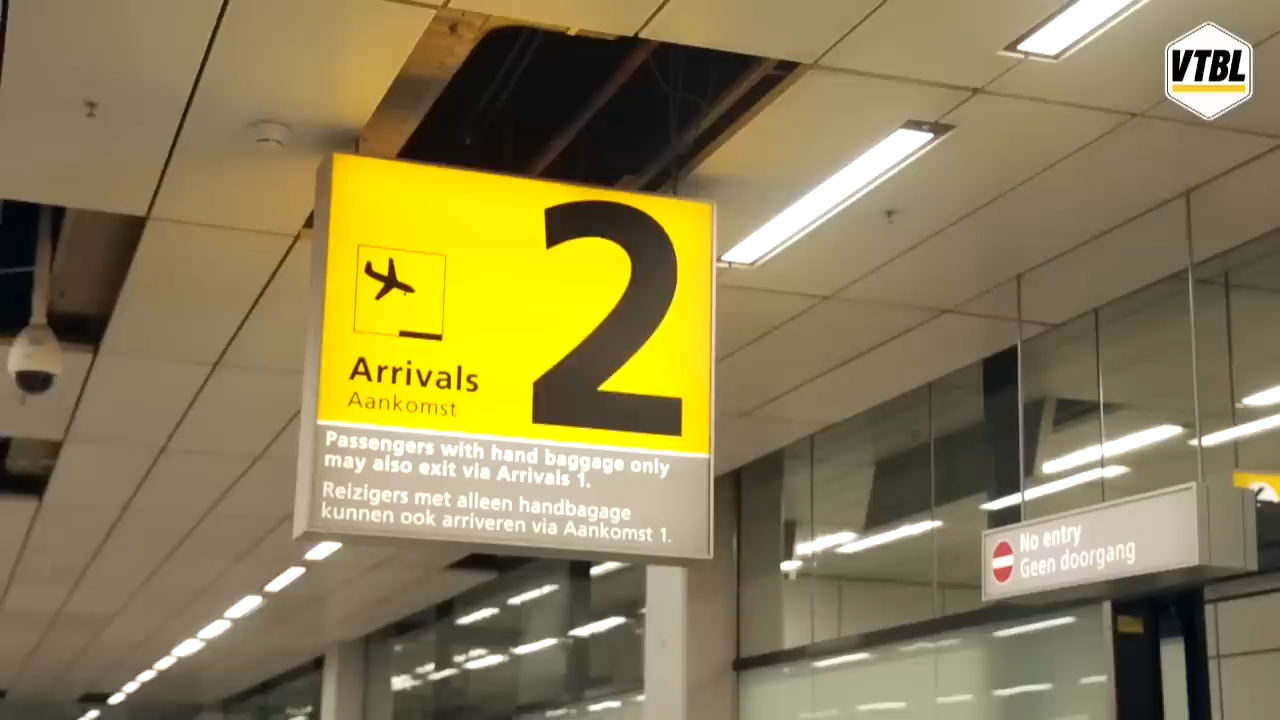 VTBL
2
Arrivals
Aankomst
Passengers with hand baggage only
may also exit via Arrivals 1.
Reizigers met alleen handbagage
kunnen ook arriveren via Aankomst 1.
No entry
Geen doorgang